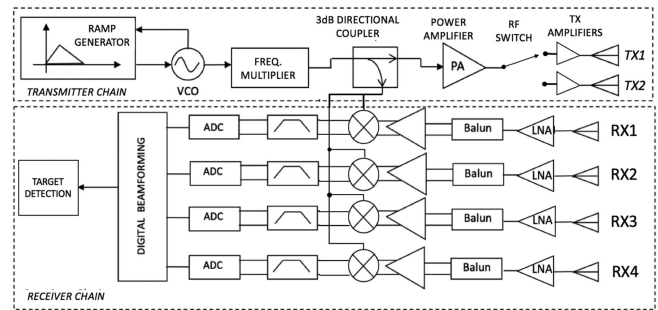 RAMP
GENERATOR
VCO
FREQ.
MULTIPLIER
3dB DIRECTIONAL
COUPLER
POWER
AMPLIFIER
PA
RF
SWITCH
TX
AMPLIFIERS
TX1
TX2
TRANSMITTER CHAIN
TARGET
DETECTION
DIGITAL BEAMFORMING
ADC
Balun
LNA
RX1
ADC
Balun
LNA
RX2
ADC
Balun
LNA
RX3
ADC
Balun
LNA
RX4
RECEIVER CHAIN